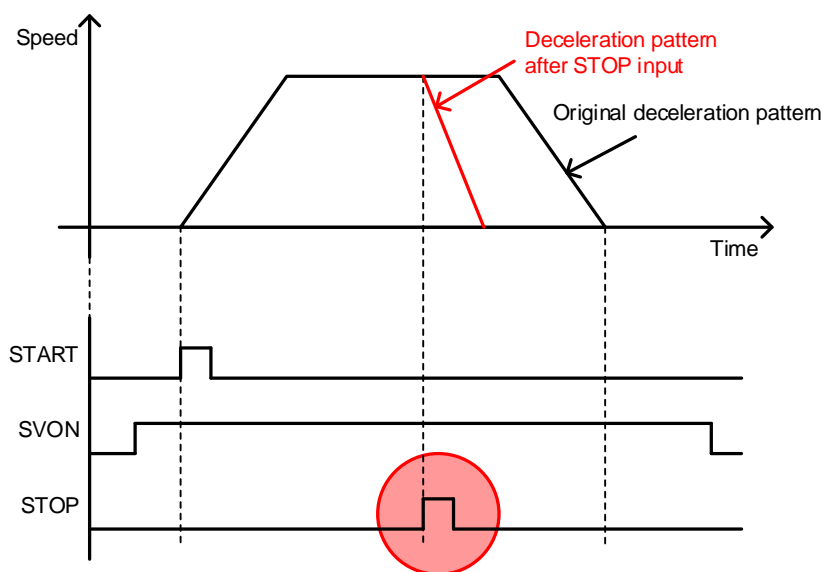 Speed
Deceleration pattern
after STOP input
Original deceleration pattern
Time
START
SVON
STOP